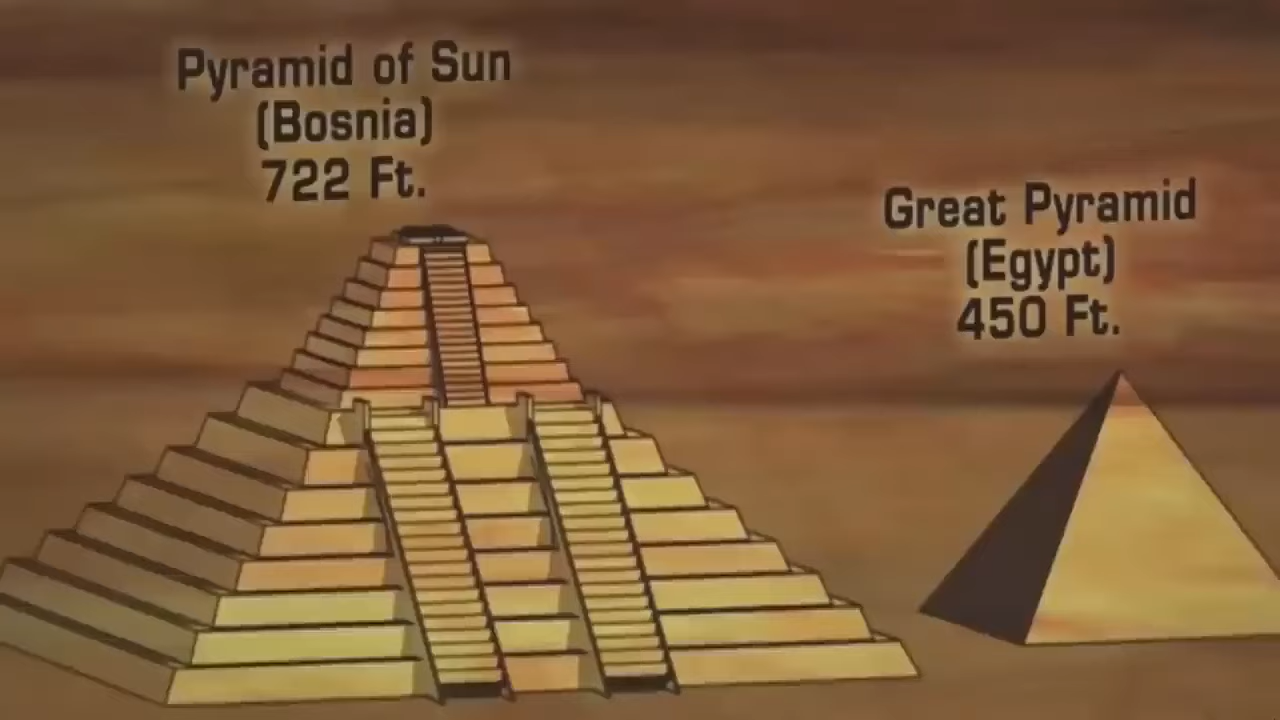 Pyramid of Sun
(Bosnia)
722 Ft.
Great Pyramid
(Egypt)
450 Ft.